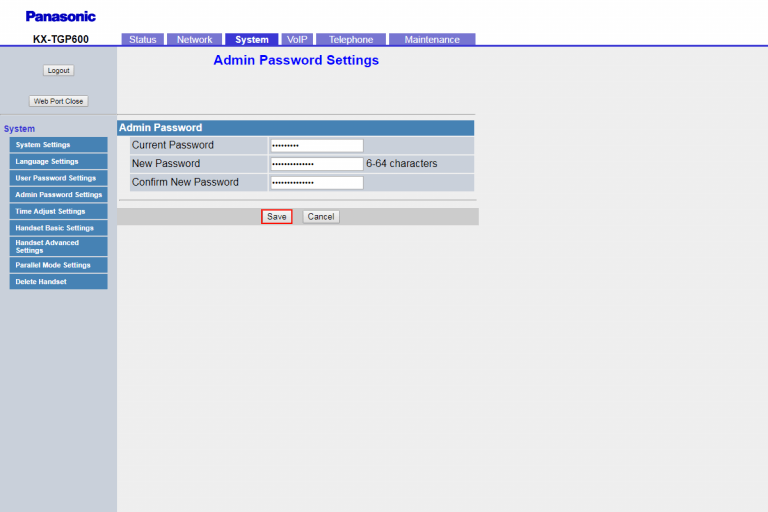 Panasonic
KX-TGP600
Status Network System VoIP Telephone Maintenance
Admin Password Settings
Logout
Web Port Close
System
System Settings
Language Settings
User Password Settings
Admin Password Settings
Time Adjust Settings
Handset Basic Settings
Handset Advanced
Settings
Parallel Mode Settings
Delete Handset
Admin Password
Current Password •••••••••
New Password •••••••••••••• 6-64 characters
Confirm New Password ••••••••••••••
Save Cancel